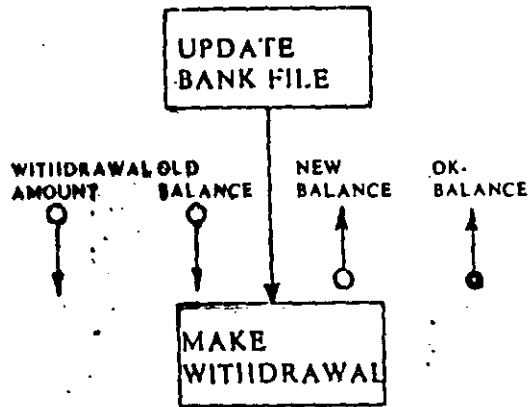 UPDATE
BANK FILE
WITHDRAWAL
AMOUNT
OLD
BALANCE
NEW
BALANCE
OK-
BALANCE
MAKE
WITHDRAWAL